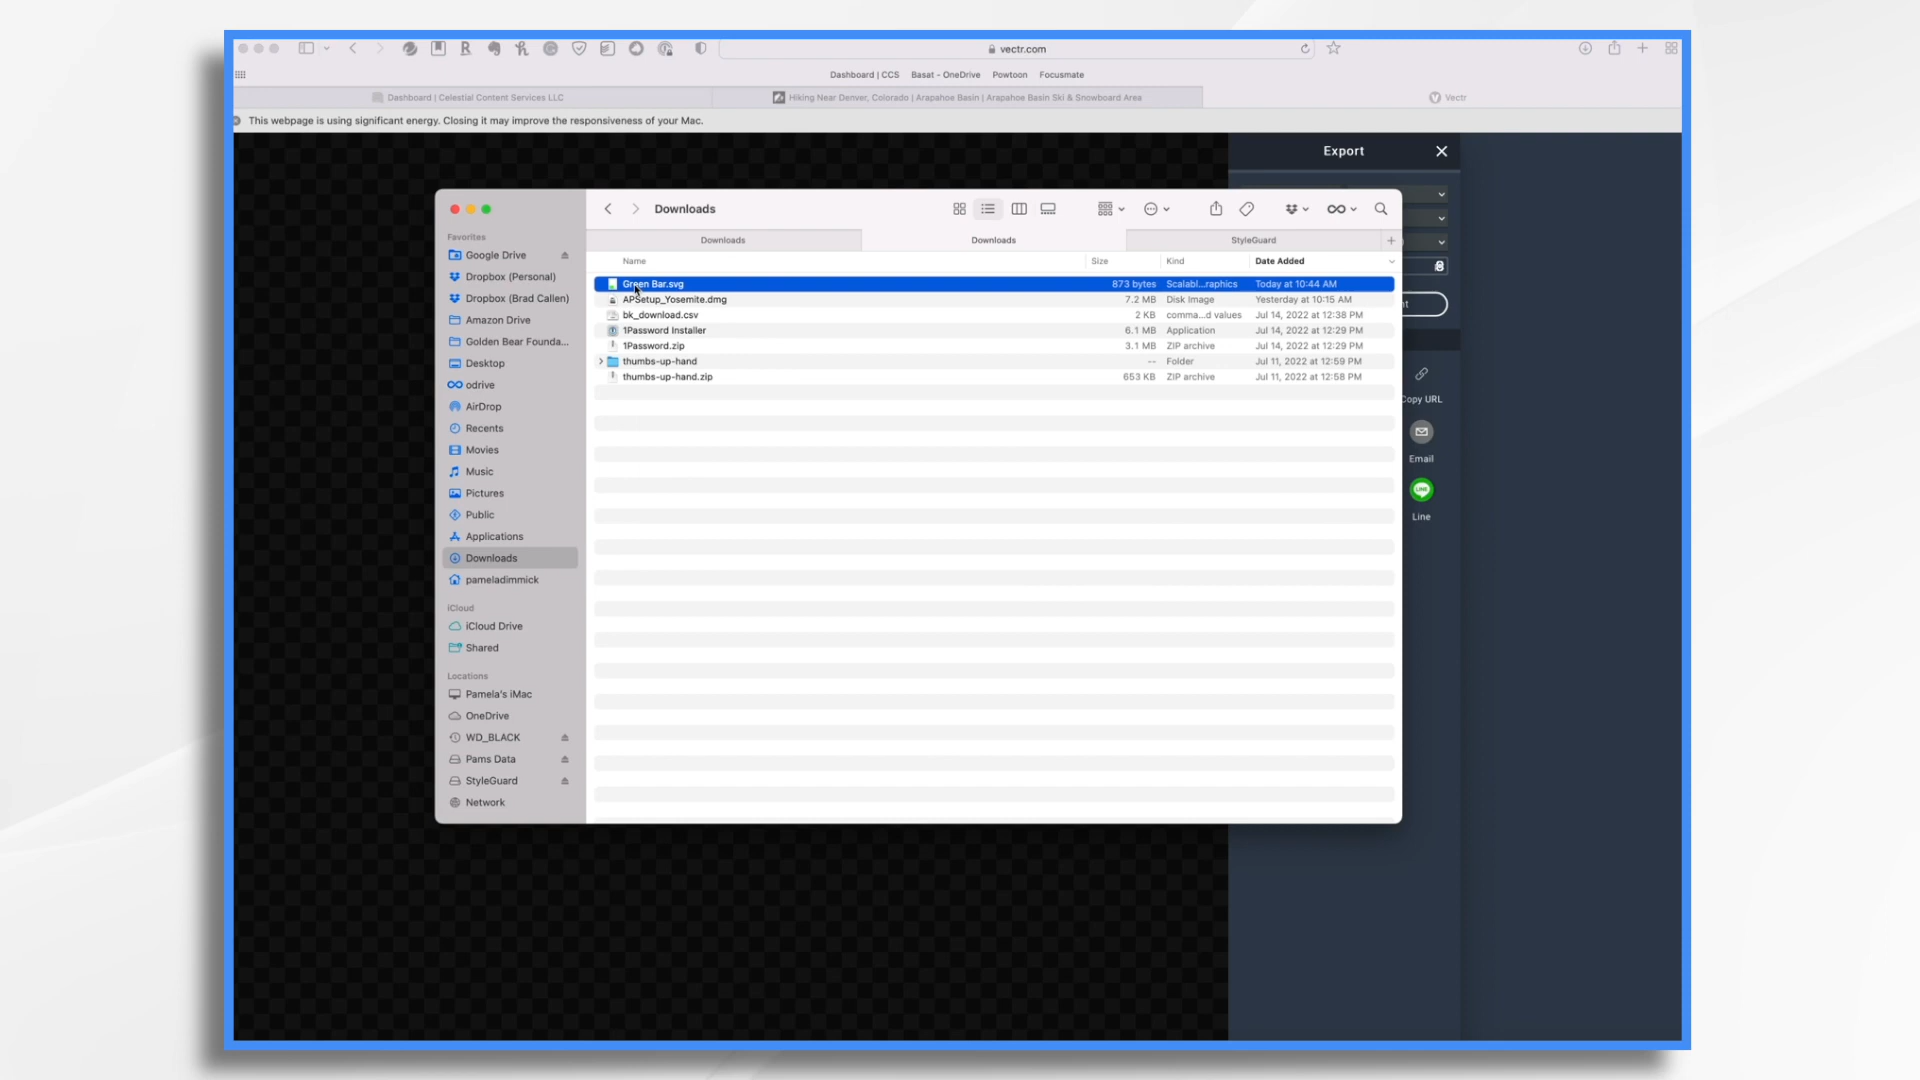 vectr.com
Dashboard | CCS Basat - OneDrive Powtoon Focusmate
Dashboard | Celestial Content Services LLC
Hiking Near Denver, Colorado | Arapahoe Basin | Arapahoe Basin Ski & Snowboard Area
Vectr
This webpage is using significant energy. Closing it may improve the responsiveness of your Mac.
Export
Downloads
Downloads
Downloads
StyleGuard
Name
Size
Kind
Date Added
Green Bar.svg 873 bytes Scalabl...raphics Today at 10:44 AM
APSetup_Yosemite.dmg 7.2 MB Disk Image Yesterday at 10:15 AM
bk_download.csv 2 KB comma...d values Jul 14, 2022 at 12:38 PM
1Password Installer 6.1 MB Application Jul 14, 2022 at 12:29 PM
1Password.zip 3.1 MB ZIP archive Jul 14, 2022 at 12:29 PM
thumbs-up-hand -- Folder Jul 11, 2022 at 12:59 PM
thumbs-up-hand.zip 653 KB ZIP archive Jul 11, 2022 at 12:58 PM
Favorites
Google Drive
Dropbox (Personal)
Dropbox (Brad Callen)
Amazon Drive
Golden Bear Founda...
Desktop
odrive
AirDrop
Recents
Movies
Music
Pictures
Public
Applications
Downloads
pameladimmick
iCloud
iCloud Drive
Shared
Locations
Pamela's iMac
OneDrive
WD_BLACK
Pams Data
StyleGuard
Network
Copy URL
Email
LINE
Line